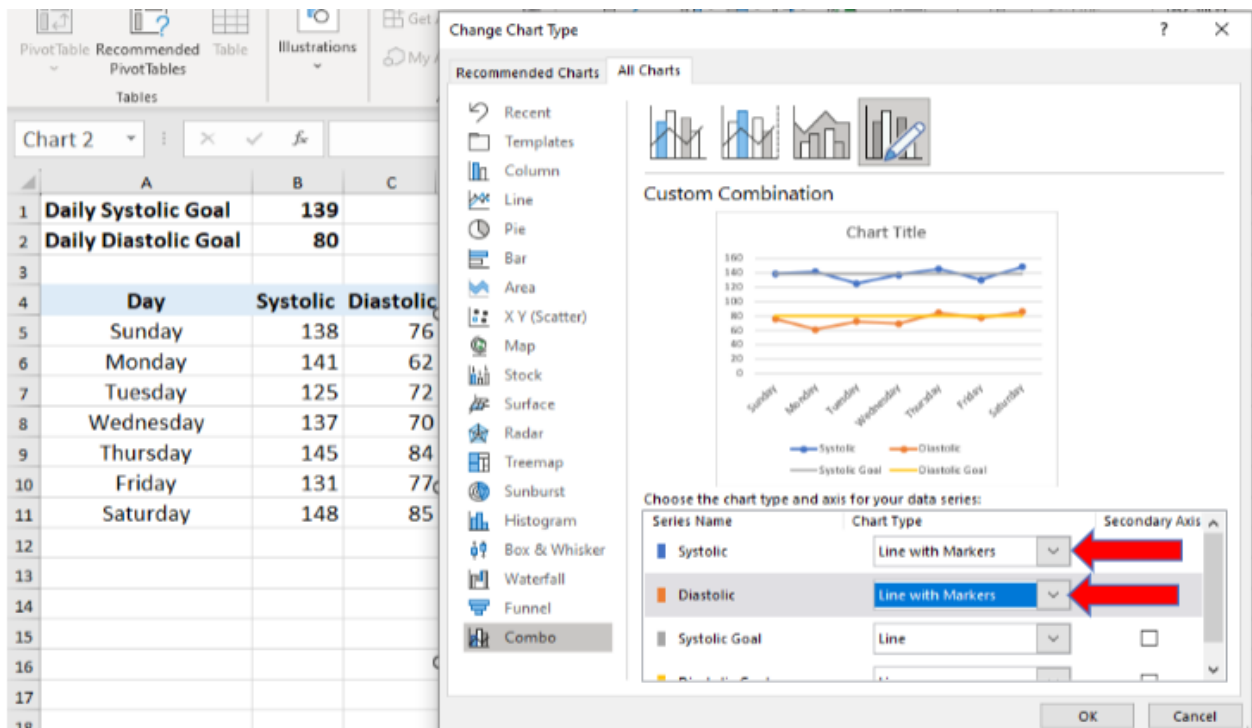 PivotTable Recommended Table
PivotTables
Illustrations
Get
My
Tables
Chart 2
fx
A B C
1 Daily Systolic Goal 139
2 Daily Diastolic Goal 80
3
4 Day Systolic Diastolic
5 Sunday 138 76
6 Monday 141 62
7 Tuesday 125 72
8 Wednesday 137 70
9 Thursday 145 84
10 Friday 131 77
11 Saturday 148 85
12
13
14
15
16
17
18
Change Chart Type
?
Recommended Charts All Charts
Recent
Templates
Column
Line
Pie
Bar
Area
X Y (Scatter)
Map
Stock
Surface
Radar
Treemap
Sunburst
Histogram
Box & Whisker
Waterfall
Funnel
Combo
Custom Combination
Chart Title
160
140
120
100
80
60
40
20
0
Sunday Monday Tuesday Wednesday Thursday Friday Saturday
Systolic Diastolic
Systolic Goal Diastolic Goal
Choose the chart type and axis for your data series:
Series Name Chart Type Secondary Axis
Systolic Line with Markers
Diastolic Line with Markers
Systolic Goal Line
OK Cancel